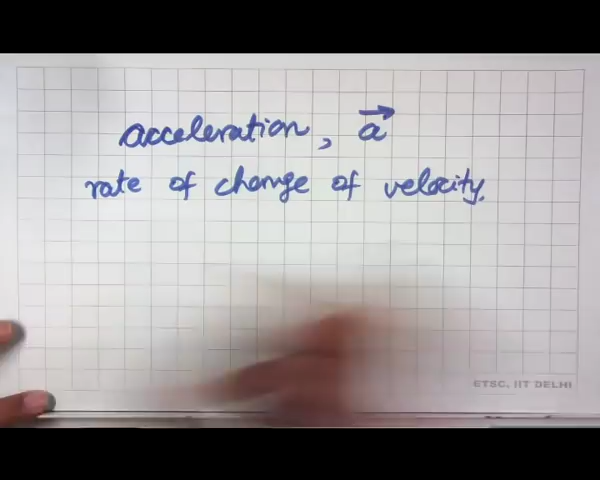 acceleration, a⃗
rate of change of velocity.
ETSC, IIT DELHI